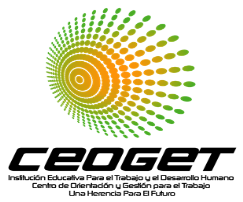 CEOGET
Institución Educativa Para el Trabajo y el Desarrollo Humano
Centro de Orientación y Gestión para el Trabajo
Una Herencia Para El Futuro